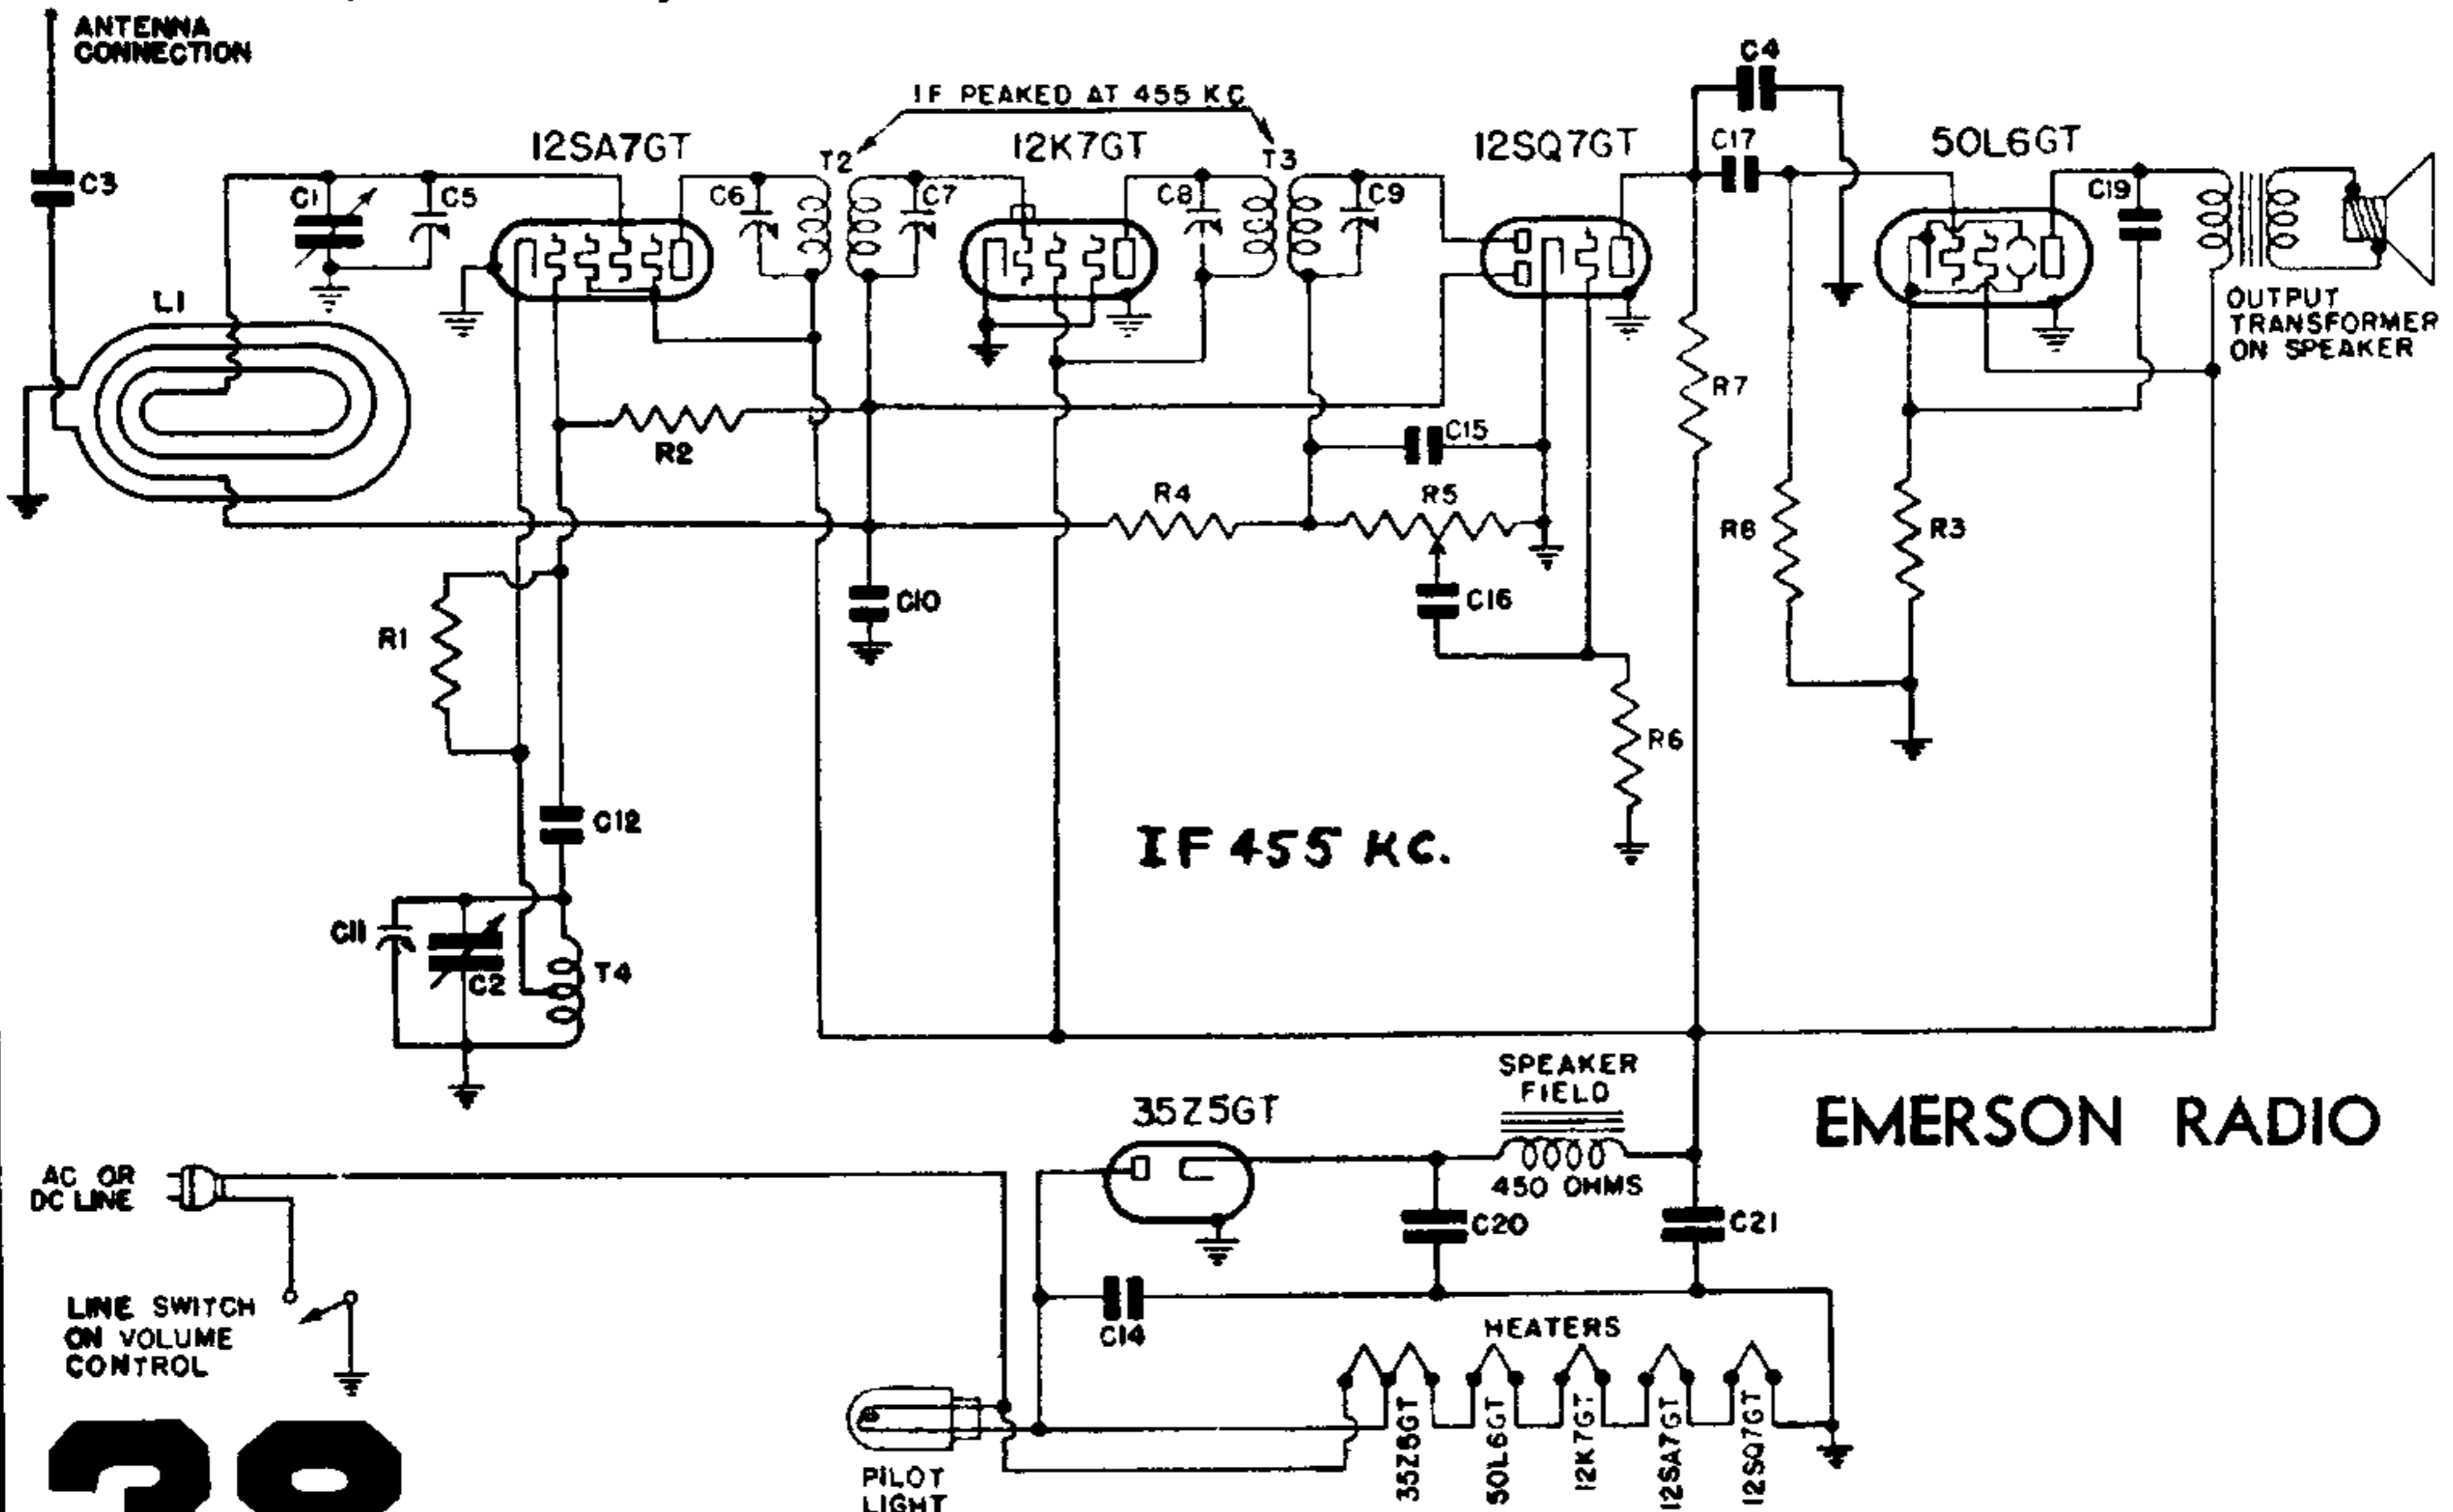 ANTENNA
CONNECTION
C3
L1
C1
C5
12SA7GT
C6
T2
C7
IF PEAKED AT 455 KC
12K7GT
C8
T3
C9
12SQ7GT
C4
C17
50L6GT
C19
OUTPUT
TRANSFORMER
ON SPEAKER
R2
C15
R7
R4
R5
R8
R3
R1
C10
C16
R6
C12
IF 455 KC.
C11
C2
T4
SPEAKER
FIELD
450 OHMS
35Z5GT
EMERSON RADIO
AC OR
DC LINE
C20
C21
LINE SWITCH
ON VOLUME
CONTROL
C14
HEATERS
35Z5GT
50L6GT
12K7GT
12SA7GT
12SQ7GT
PILOT
LIGHT